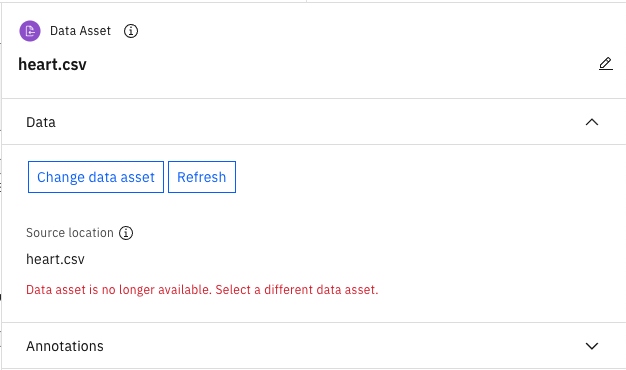 Data Asset
heart.csv
Data
Change data asset Refresh
Source location
heart.csv
Data asset is no longer available. Select a different data asset.
Annotations